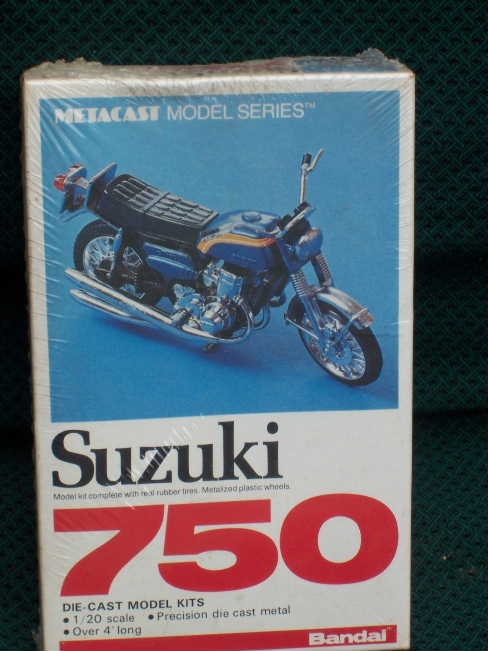 METACAST MODEL SERIES™
Suzuki
Model kit complete with real rubber tires. Metalized plastic wheels.
750
DIE-CAST MODEL KITS
• 1/20 scale • Precision die cast metal
• Over 4" long
Bandai™